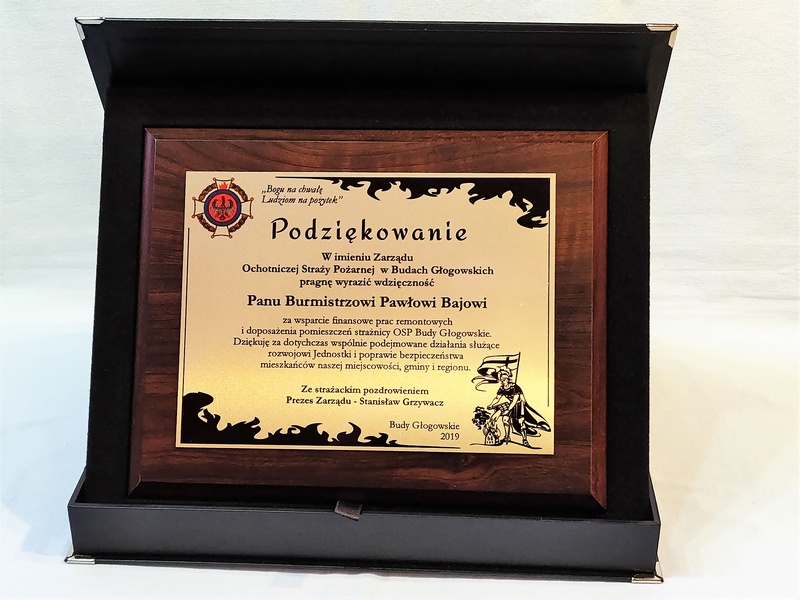 „Bogu na chwałę
Ludziom na pożytek”
Podziękowanie
W imieniu Zarządu
Ochotniczej Straży Pożarnej w Budach Głogowskich
pragnę wyrazić wdzięczność
Panu Burmistrzowi Pawłowi Bajowi
za wsparcie finansowe prac remontowych
i doposażenia pomieszczeń strażnicy OSP Budy Głogowskie.
Dziękuję za dotychczas wspólnie podejmowane działania służące
rozwojowi Jednostki i poprawie bezpieczeństwa
mieszkańców naszej miejscowości, gminy i regionu.
Ze strażackim pozdrowieniem
Prezes Zarządu - Stanisław Grzywacz
Budy Głogowskie
2019